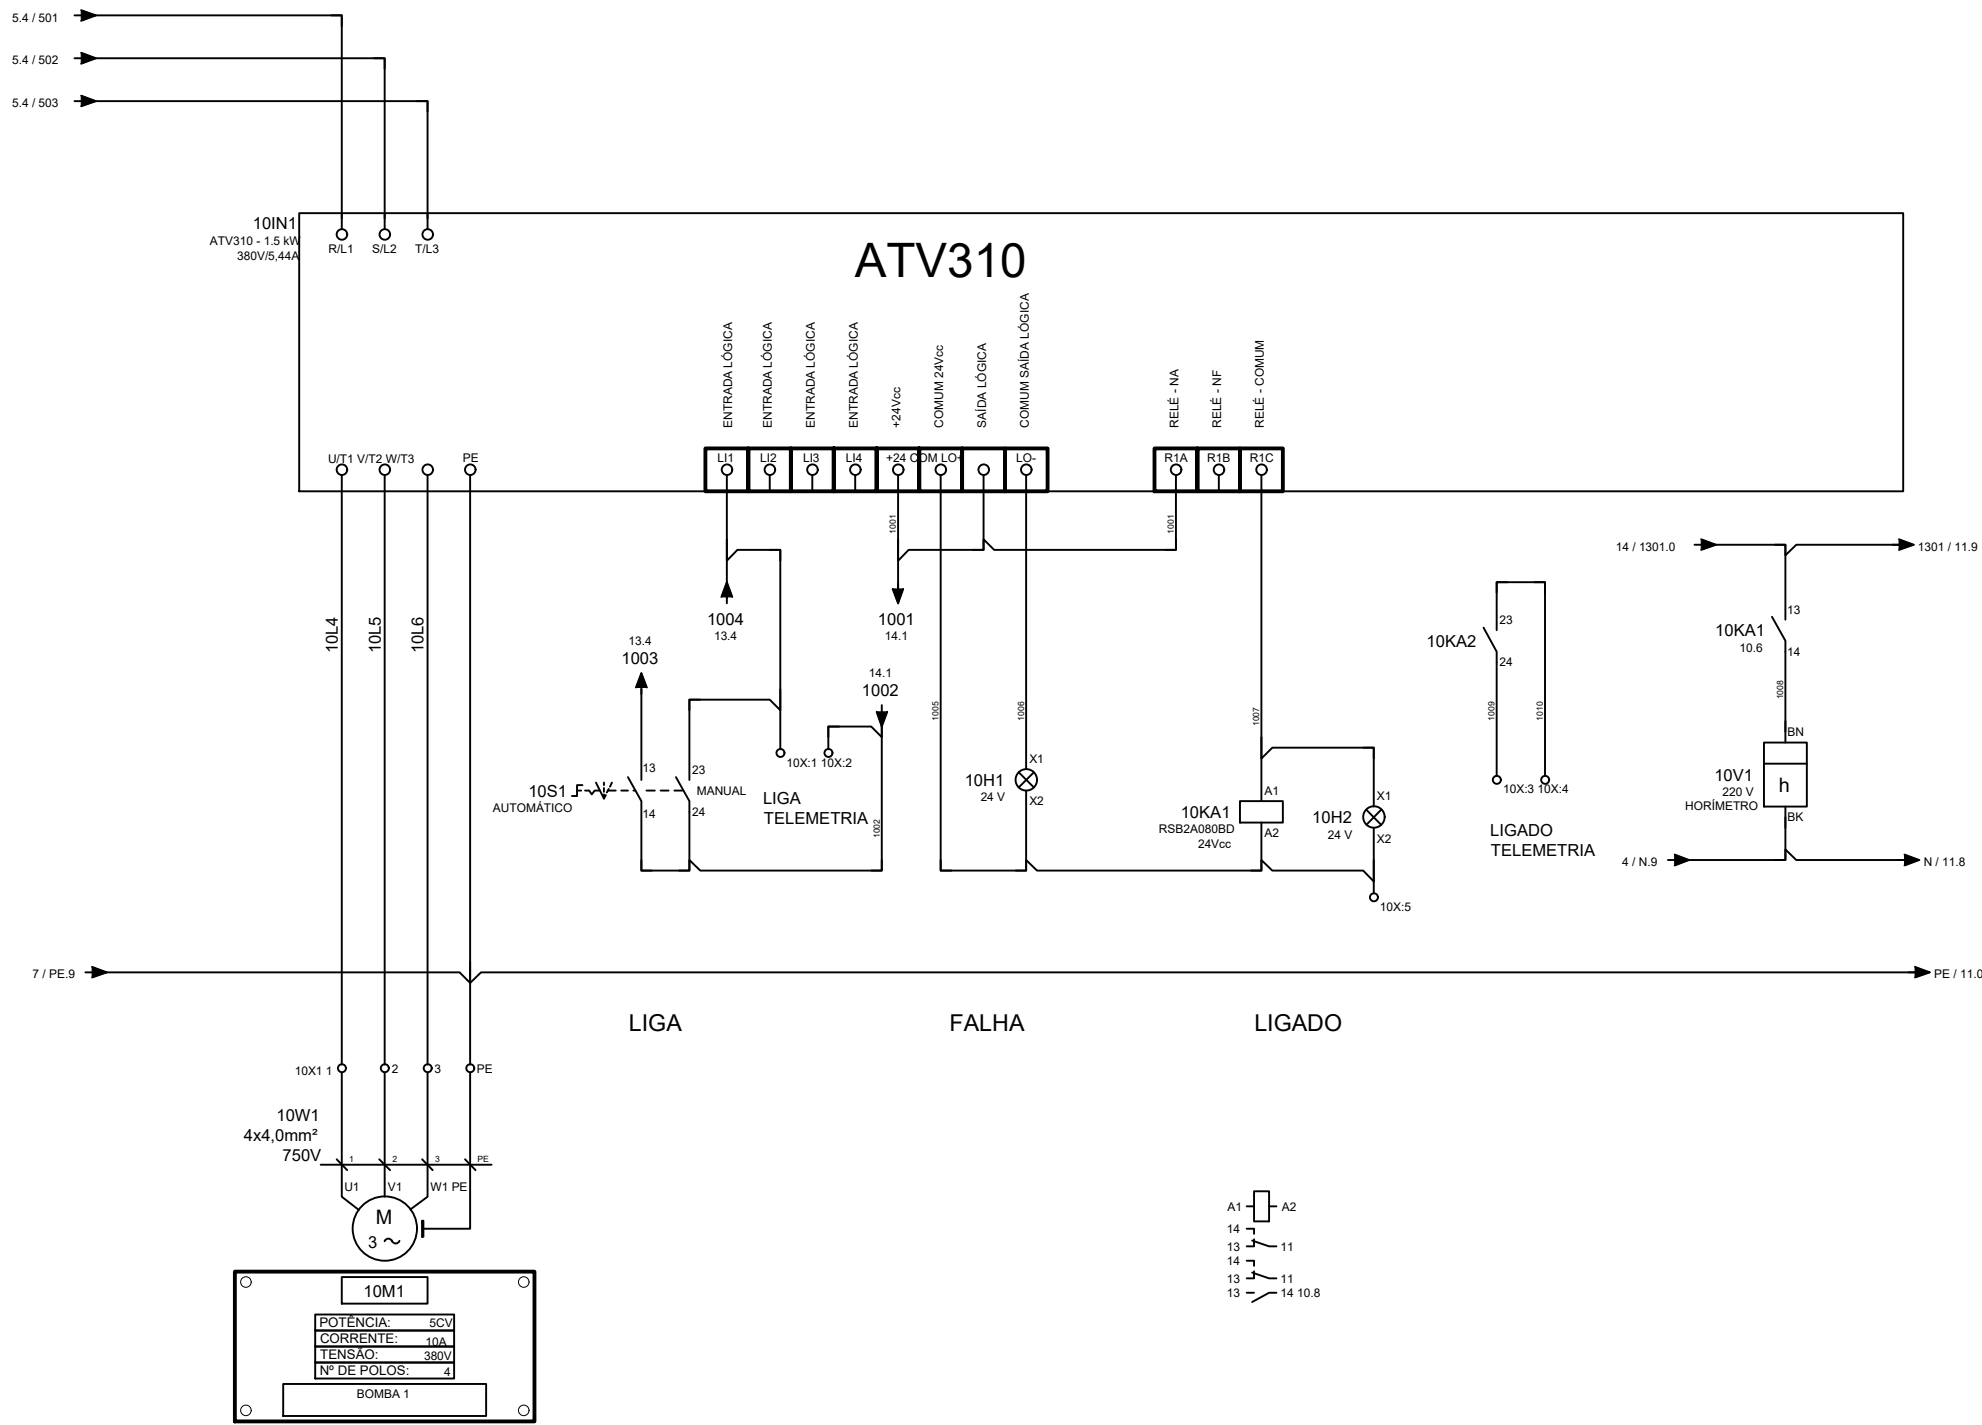 5.4 / 501
5.4 / 502
5.4 / 503
10IN1
ATV310 - 1.5 kW
380V/5,44A
R/L1 S/L2 T/L3
ATV310
ENTRADA LÓGICA
ENTRADA LÓGICA
ENTRADA LÓGICA
ENTRADA LÓGICA
+24Vcc
COMUM 24Vcc
SAÍDA LÓGICA
COMUM SAÍDA LÓGICA
RELÉ - NA
RELÉ - NF
RELÉ - COMUM
U/T1 V/T2 W/T3 PE
LI1 LI2 LI3 LI4 +24 COM LO+ LO-
R1A R1B R1C
1001
1001
14 / 1301.0
1301 / 11.9
10L4
10L5
10L6
1004
13.4
1001
14.1
13.4
1003
14.1
1002
10KA2
23
24
10KA1
10.6
13
14
1005
1006
1007
1009
1010
1008
10X:1 10X:2
10S1
AUTOMÁTICO
13
14
23
24
MANUAL
LIGA
TELEMETRIA
1002
10H1
24 V
X1
X2
10KA1
RSB2A080BD
24Vcc
A1
A2
10H2
24 V
X1
X2
10X:5
10X:3 10X:4
LIGADO
TELEMETRIA
BN
10V1
220 V
HORÍMETRO
h
BK
4 / N.9
N / 11.8
7 / PE.9
PE / 11.0
LIGA
FALHA
LIGADO
10X1 1 2 3 PE
10W1
4x4,0mm²
750V
1 2 3 PE
U1 V1 W1 PE
M
3 ~
A1 A2
14
13 11
14
13 11
13 14 10.8
10M1
POTÊNCIA: 5CV
CORRENTE: 10A
TENSÃO: 380V
Nº DE POLOS: 4
BOMBA 1